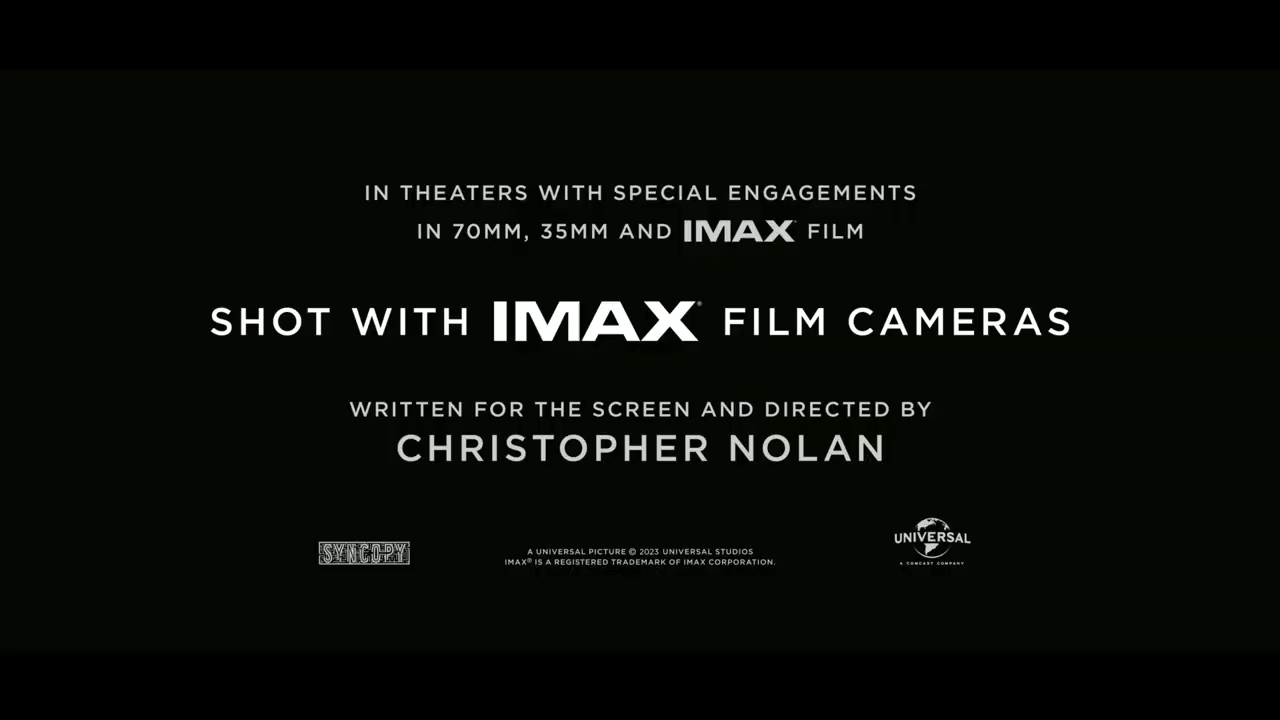 IN THEATERS WITH SPECIAL ENGAGEMENTS
IN 70MM, 35MM AND IMAX® FILM
SHOT WITH IMAX® FILM CAMERAS
WRITTEN FOR THE SCREEN AND DIRECTED BY
CHRISTOPHER NOLAN
SYNCOPY
A UNIVERSAL PICTURE © 2023 UNIVERSAL STUDIOS
IMAX® IS A REGISTERED TRADEMARK OF IMAX CORPORATION.
UNIVERSAL
A COMCAST COMPANY